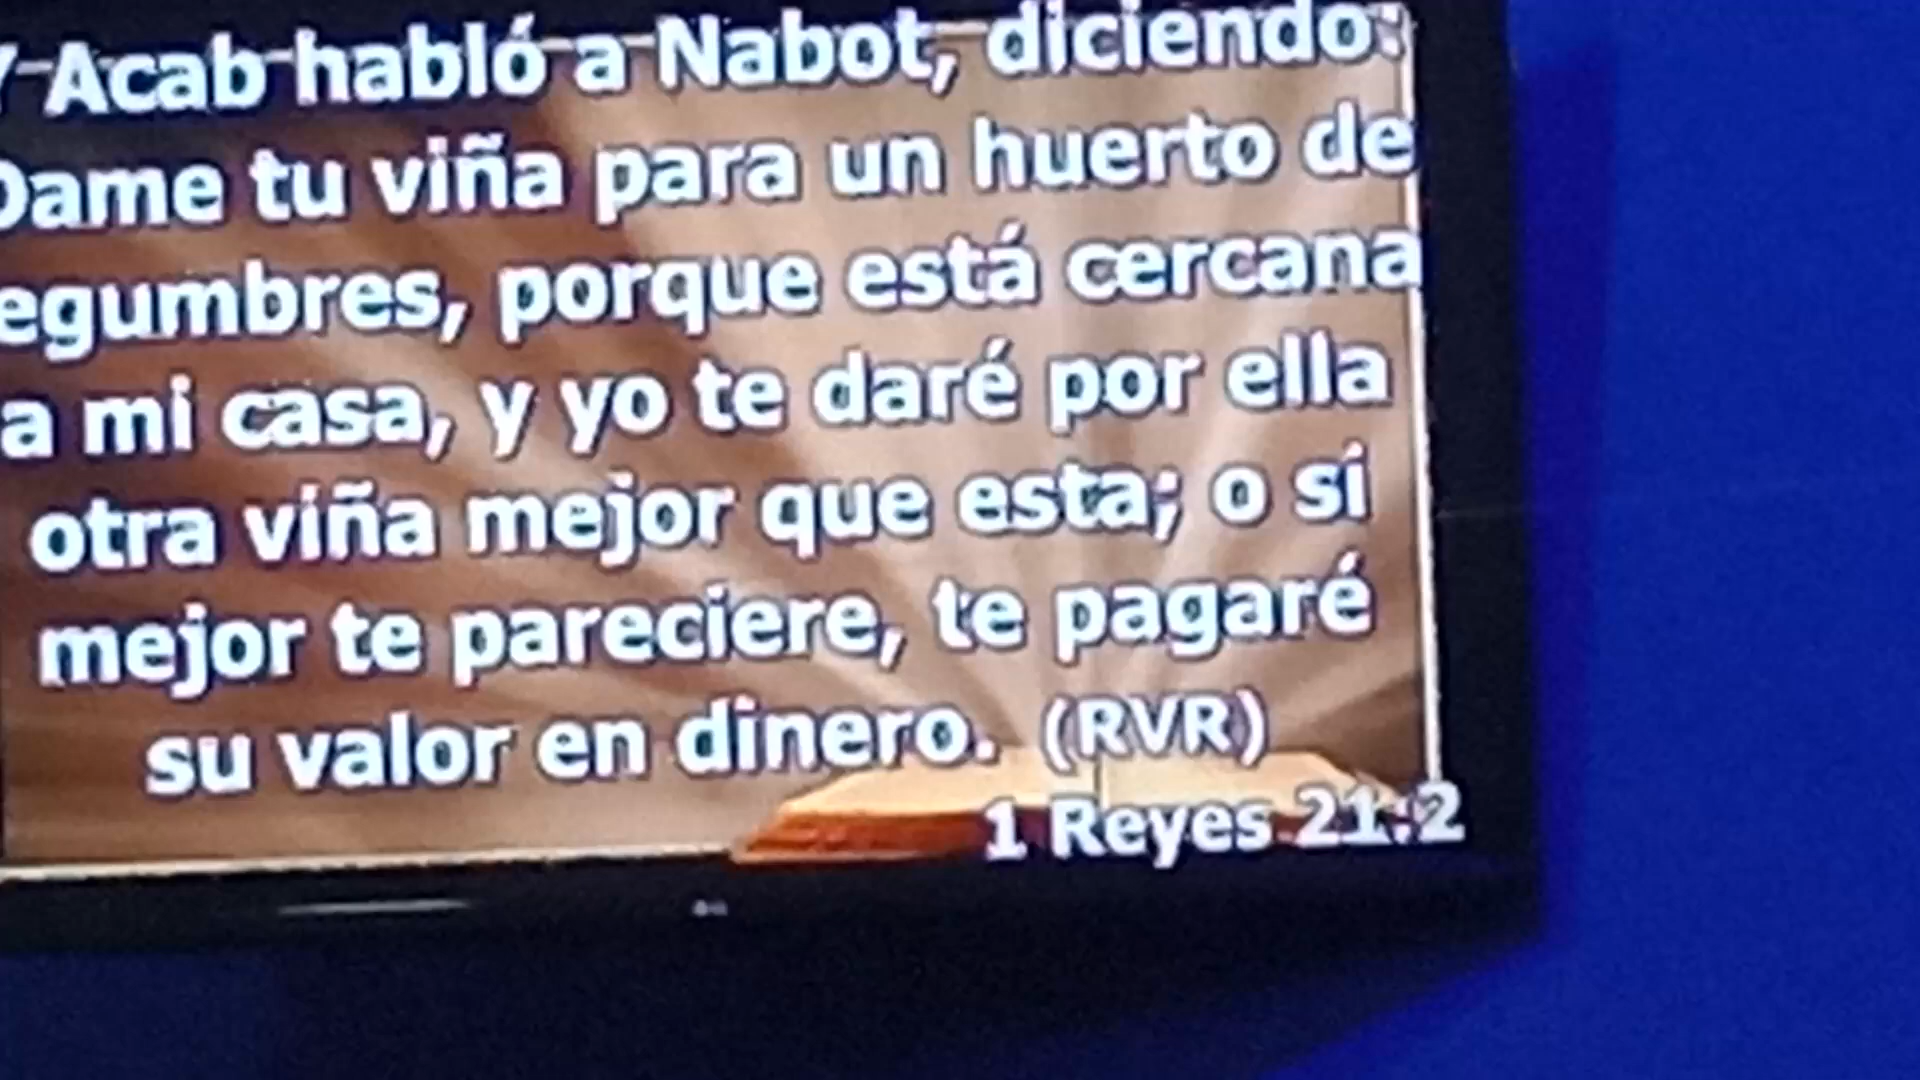 Y Acab habló a Nabot, diciendo:
Dame tu viña para un huerto de
egumbres, porque está cercana
a mi casa, y yo te daré por ella
otra viña mejor que esta; o si
mejor te pareciere, te pagaré
su valor en dinero. (RVR)
1 Reyes 21:2